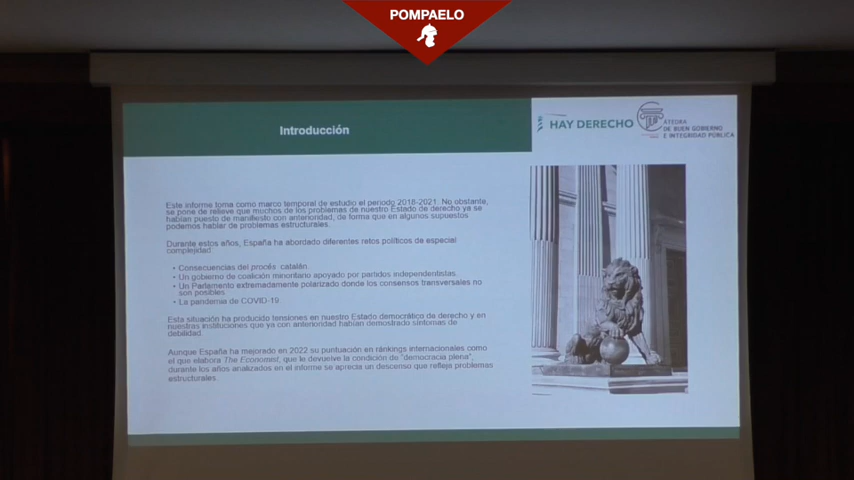 POMPAELO
Introducción
HAY DERECHO
CÁTEDRA
DE BUEN GOBIERNO
E INTEGRIDAD PÚBLICA
Este informe toma como marco temporal de estudio el periodo 2018-2021. No obstante,
se pone de relieve que muchos de los problemas de nuestro Estado de derecho ya se
habían puesto de manifiesto con anterioridad, de forma que en algunos supuestos
podemos hablar de problemas estructurales.
Durante estos años, España ha abordado diferentes retos políticos de especial
complejidad:
• Consecuencias del procés catalán.
• Un gobierno de coalición minoritario apoyado por partidos independentistas.
• Un Parlamento extremadamente polarizado donde los consensos transversales no
son posibles.
• La pandemia de COVID-19.
Esta situación ha producido tensiones en nuestro Estado democrático de derecho y en
nuestras instituciones que ya con anterioridad habían demostrado síntomas de
debilidad.
Aunque España ha mejorado en 2022 su puntuación en ránkings internacionales como
el que elabora The Economist, que le devuelve la condición de "democracia plena",
durante los años analizados en el informe se aprecia un descenso que refleja problemas
estructurales.